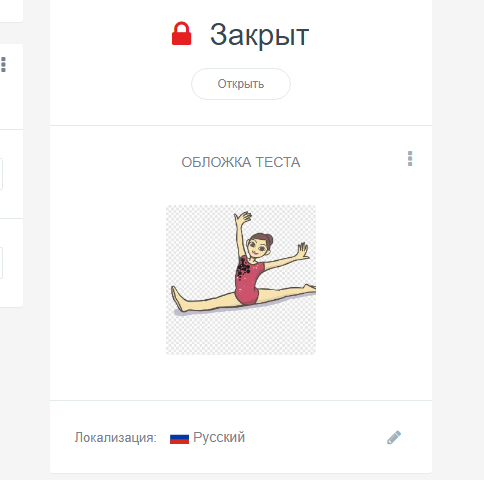 Закрыт
Открыть
ОБЛОЖКА ТЕСТА
Локализация: Русский